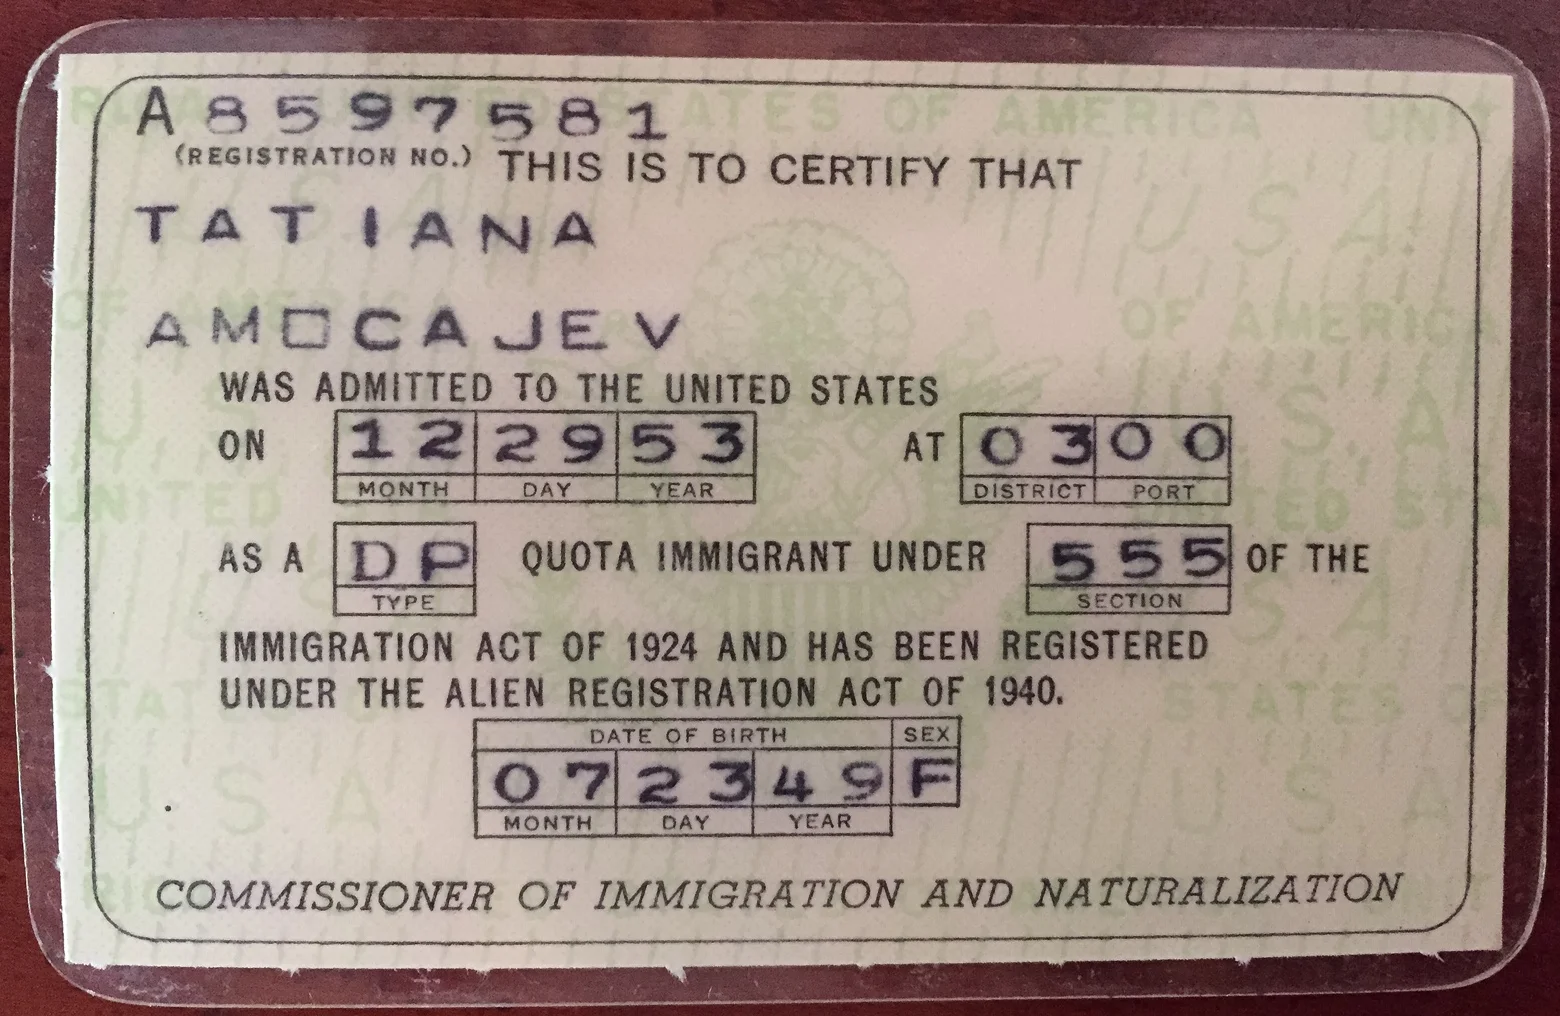 A 8597581
(REGISTRATION NO.) THIS IS TO CERTIFY THAT
TATIANA
AMOCAJEV
WAS ADMITTED TO THE UNITED STATES
ON 12 29 53 AT 03 00
MONTH DAY YEAR DISTRICT PORT
AS A DP QUOTA IMMIGRANT UNDER 555 OF THE
TYPE SECTION
IMMIGRATION ACT OF 1924 AND HAS BEEN REGISTERED
UNDER THE ALIEN REGISTRATION ACT OF 1940.
DATE OF BIRTH SEX
07 23 49 F
MONTH DAY YEAR
COMMISSIONER OF IMMIGRATION AND NATURALIZATION